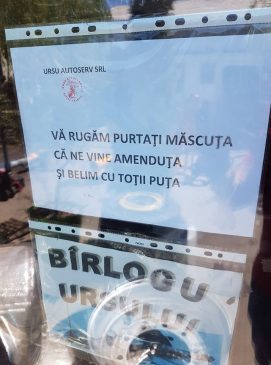 URSU AUTOSERV SRL
VĂ RUGĂM PURTAȚI MĂSCUȚA
CĂ NE VINE AMENDUȚA
ȘI BELIM CU TOȚII PUȚA
BÎRLOGU
URSULUI